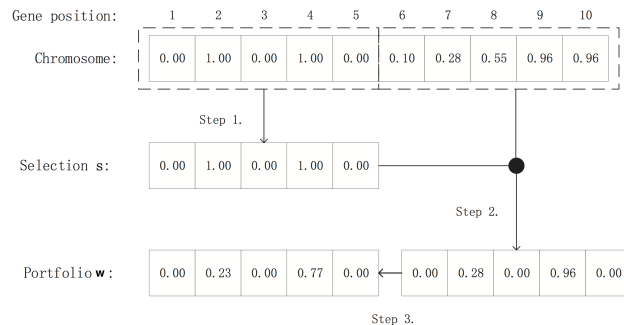 Gene position: 1 2 3 4 5 6 7 8 9 10
Chromosome: 0.00 1.00 0.00 1.00 0.00 0.10 0.28 0.55 0.96 0.96
Step 1.
Selection s: 0.00 1.00 0.00 1.00 0.00
Step 2.
Portfolio w: 0.00 0.23 0.00 0.77 0.00 0.00 0.28 0.00 0.96 0.00
Step 3.